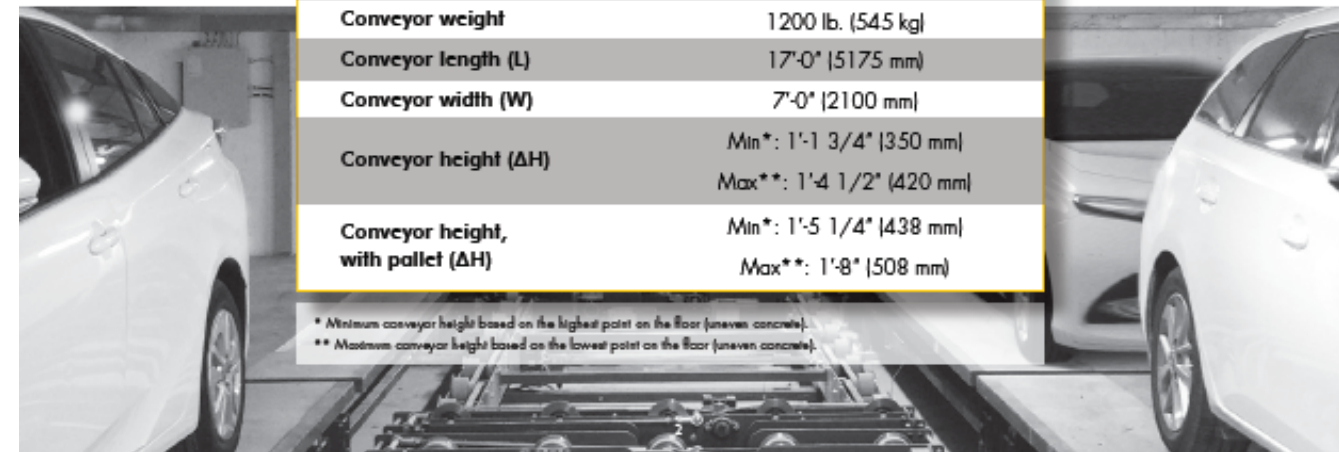 Conveyor weight 1200 lb. (545 kg)
Conveyor length (L) 17'-0" (5175 mm)
Conveyor width (W) 7'-0" (2100 mm)
Conveyor height (ΔH)
Min*: 1'-1 3/4" (350 mm)
Max**: 1'-4 1/2" (420 mm)
Conveyor height,
with pallet (ΔH)
Min*: 1'-5 1/4" (438 mm)
Max**: 1'-8" (508 mm)
* Minimum conveyor height based on the highest point on the floor (uneven concrete).
** Maximum conveyor height based on the lowest point on the floor (uneven concrete).
2